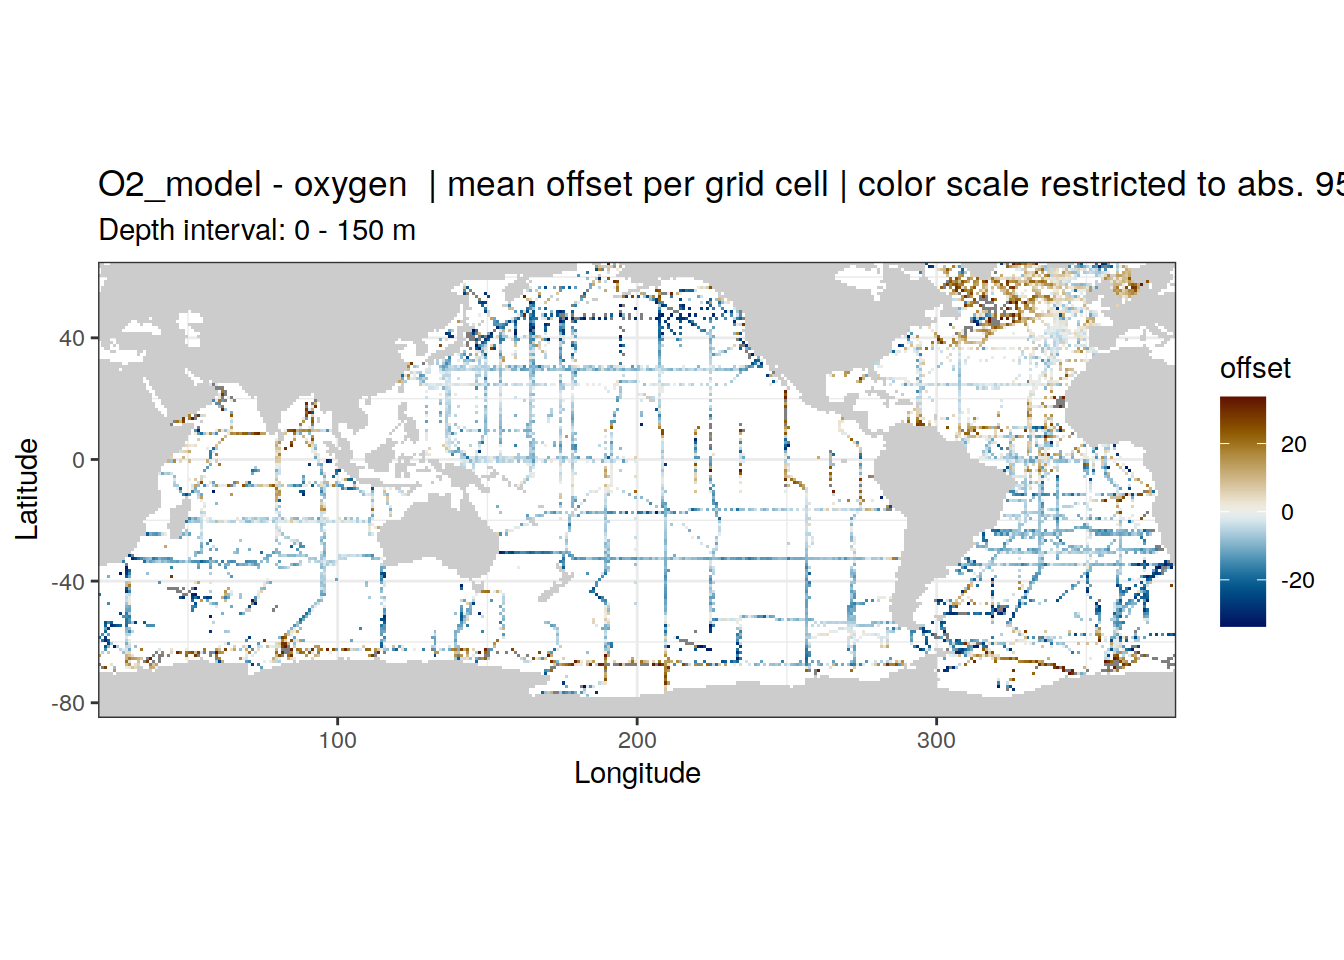 O2_model - oxygen | mean offset per grid cell | color scale restricted to abs. 95
Depth interval: 0 - 150 m
offset
20
0
-20
40
0
-40
-80
Latitude
100
200
300
Longitude